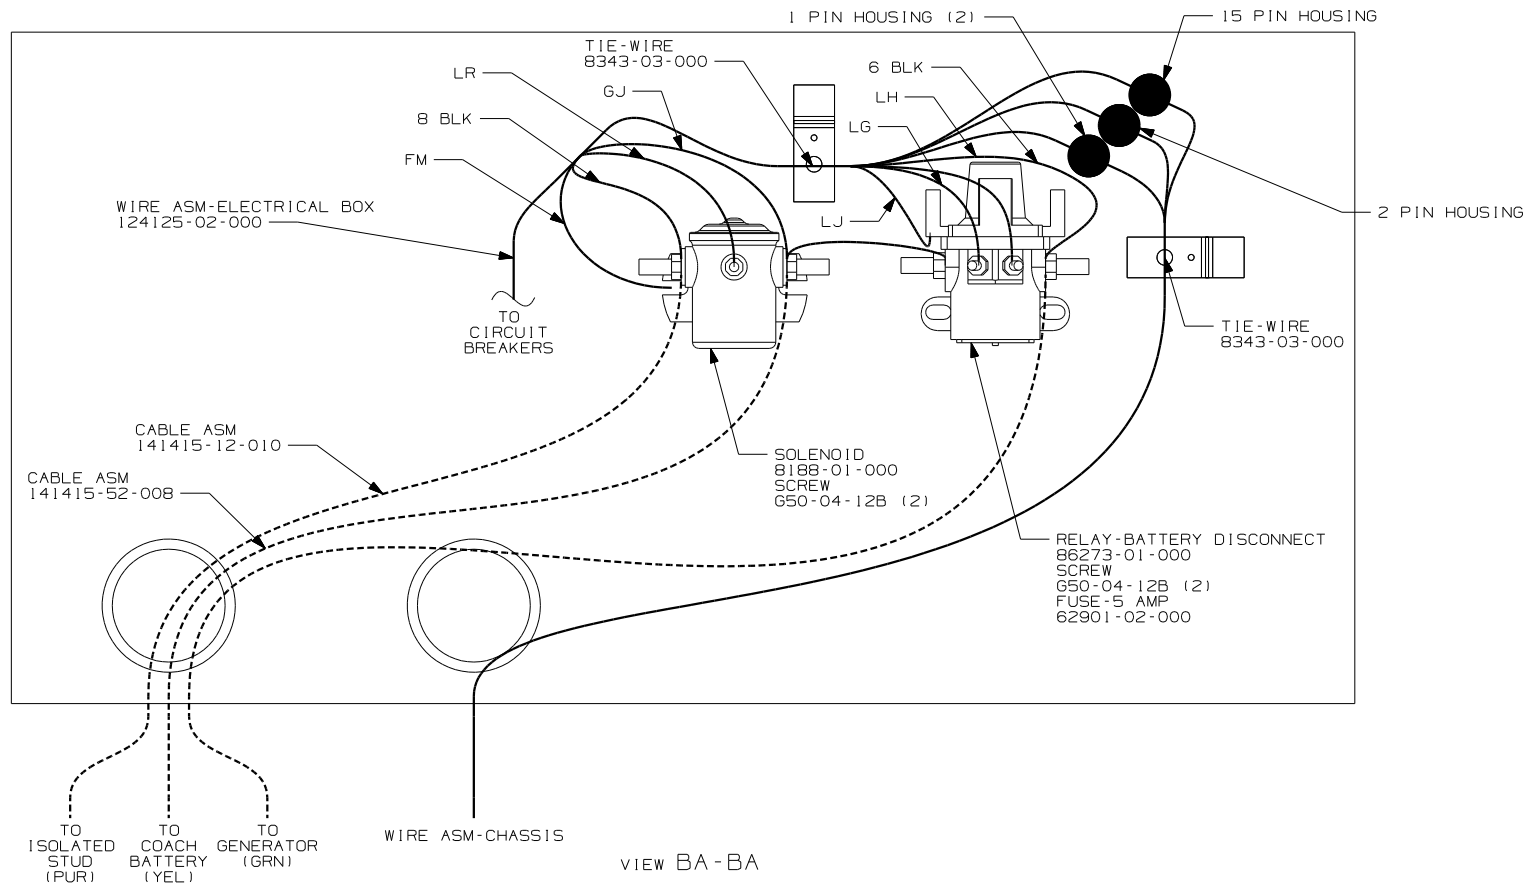 1 PIN HOUSING (2)
15 PIN HOUSING
TIE-WIRE
8343-03-000
LR
6 BLK
GJ
LH
8 BLK
LG
FM
WIRE ASM-ELECTRICAL BOX
124125-02-000
LJ
2 PIN HOUSING
TO
CIRCUIT
BREAKERS
TIE-WIRE
8343-03-000
CABLE ASM
141415-12-010
CABLE ASM
141415-52-008
SOLENOID
8188-01-000
SCREW
G50-04-12B (2)
RELAY-BATTERY DISCONNECT
86273-01-000
SCREW
G50-04-12B (2)
FUSE-5 AMP
62901-02-000
TO
ISOLATED
STUD
(PUR)
TO
COACH
BATTERY
(YEL)
TO
GENERATOR
(GRN)
WIRE ASM-CHASSIS
VIEW BA-BA